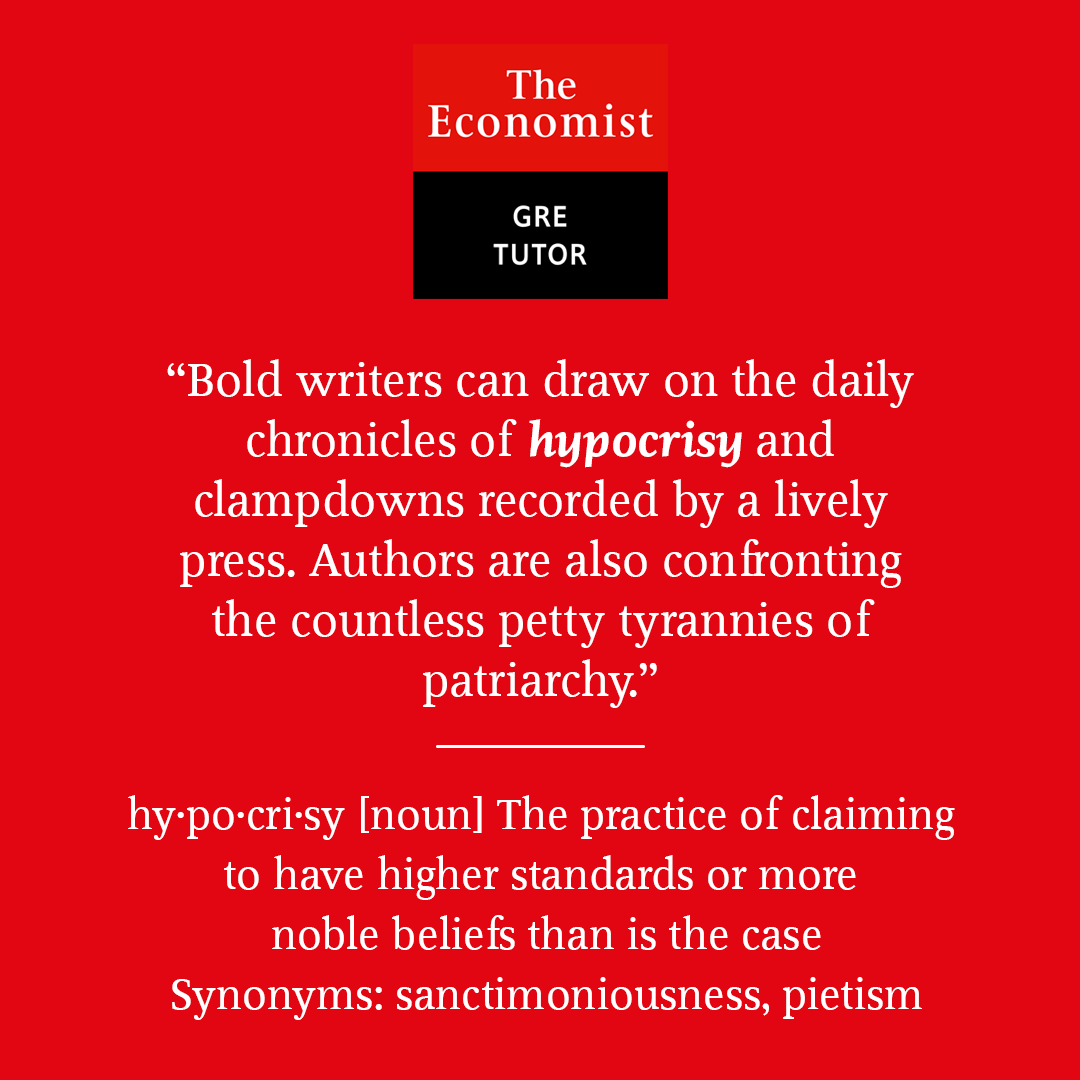 The
Economist
GRE
TUTOR
“Bold writers can draw on the daily
chronicles of hypocrisy and
clampdowns recorded by a lively
press. Authors are also confronting
the countless petty tyrannies of
patriarchy.”
hy·po·cri·sy [noun] The practice of claiming
to have higher standards or more
noble beliefs than is the case
Synonyms: sanctimoniousness, pietism